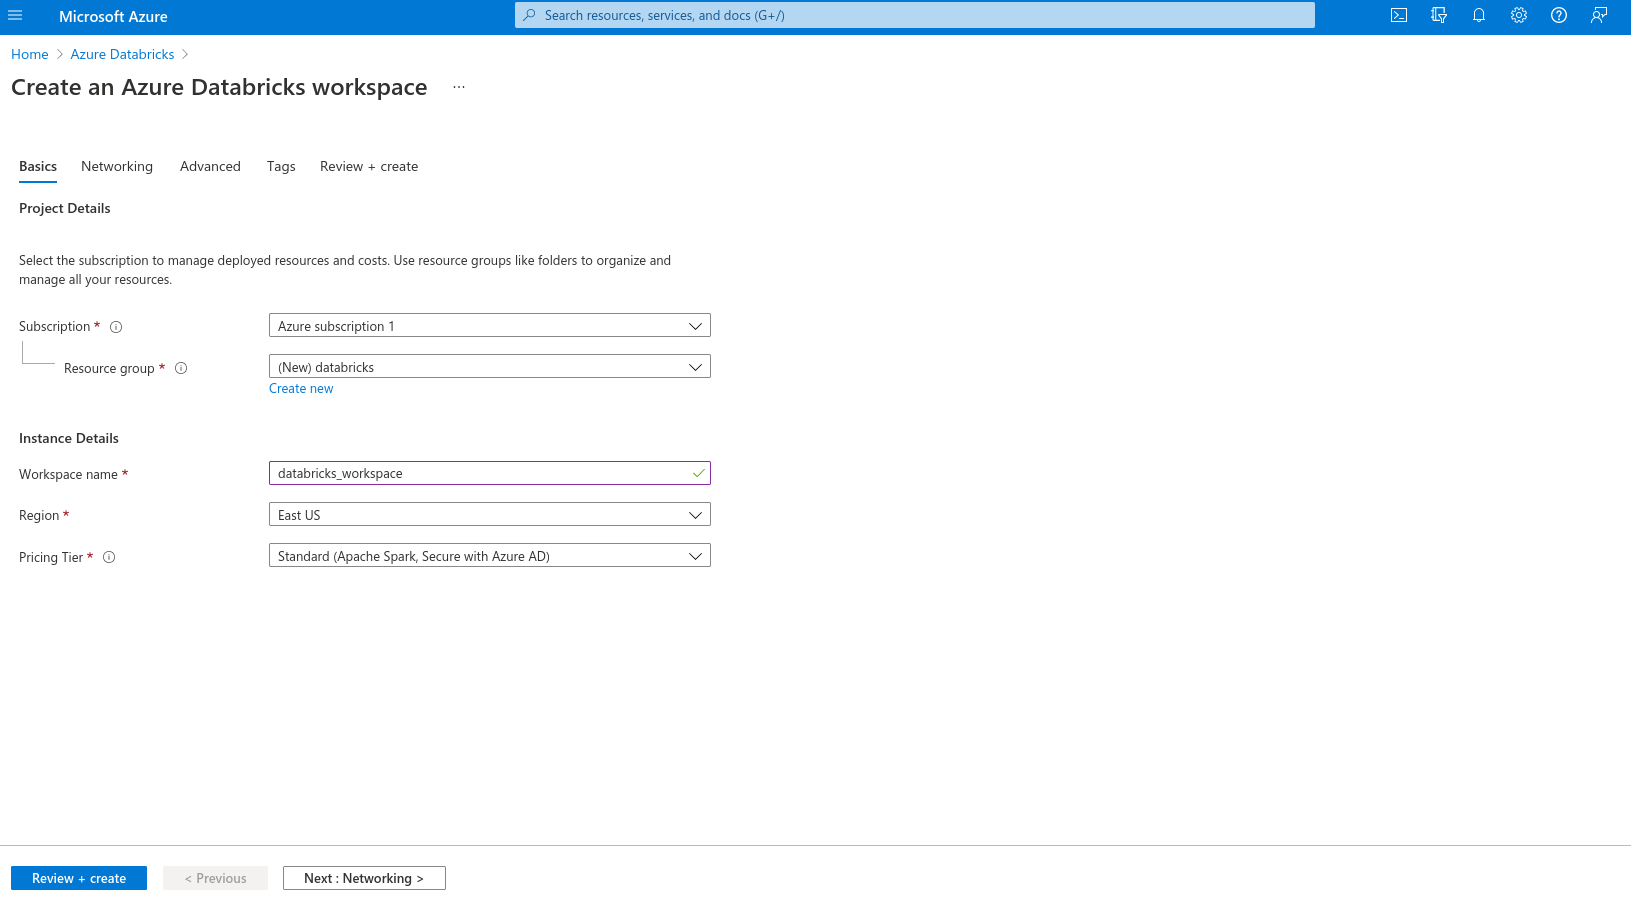 Microsoft Azure
Search resources, services, and docs (G+/)
Home > Azure Databricks >
Create an Azure Databricks workspace ...
Basics Networking Advanced Tags Review + create
Project Details
Select the subscription to manage deployed resources and costs. Use resource groups like folders to organize and
manage all your resources.
Subscription * Azure subscription 1
Resource group * (New) databricks
Create new
Instance Details
Workspace name * databricks_workspace
Region * East US
Pricing Tier * Standard (Apache Spark, Secure with Azure AD)
Review + create < Previous Next : Networking >